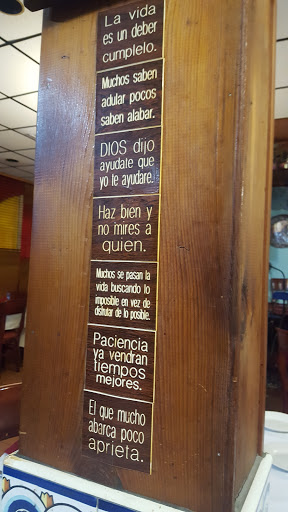 La vida
es un deber
cumplelo.
Muchos saben
adular pocos
saben alabar.
DIOS dijo
ayudate que
yo le ayudare.
Haz bien y
no mires a
quien.
Muchos se pasan la
vida buscando lo
imposible en vez de
disfrutar de lo posible.
Paciencia
ya vendran
tiempos
mejores.
El que mucho
abarca poco
aprieta.